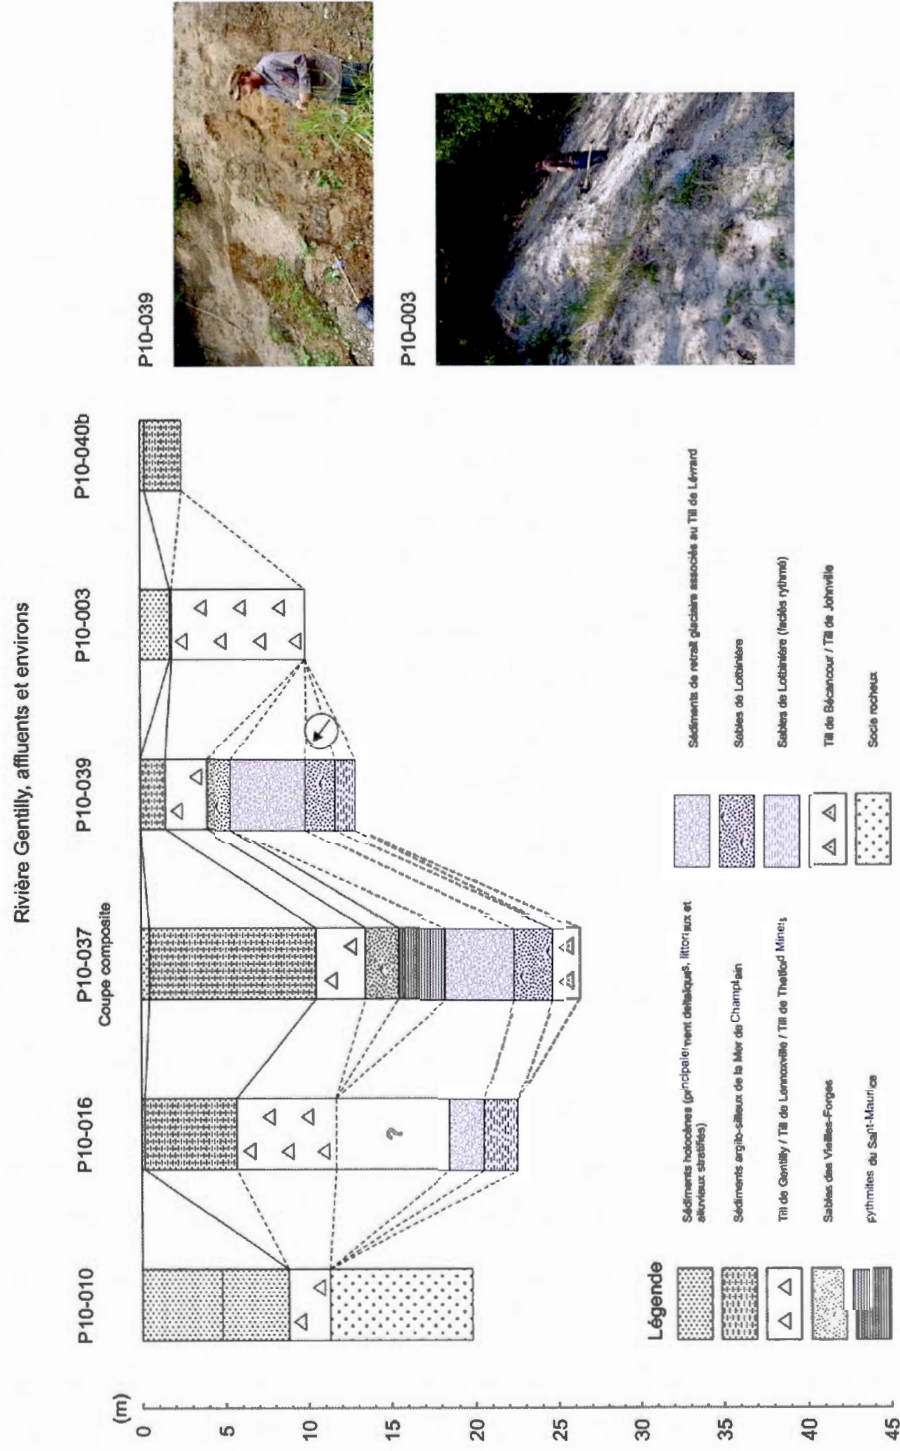 Rivière Gentilly, affluents et environs
Coupe composite
P10-010
P10-016
P10-037
P10-039
P10-003
P10-040b
P10-039
P10-003
(m)
0
5
10
15
20
25
30
35
40
45
?
Légende
Sédiments holocènes (principalement deltaïques, littoraux et
alluviaux stratifiés)
Sédiments argilo-silteux de la Mer de Champlain
Till de Gentilly / Till de Lennoxville / Till de Thetford Mines
Sables des Vieilles-Forges
Rythmites du Saint-Maurice
Sédiments de retrait glaciaire associés au Till de Lévrard
Sables de Lotbinière
Sables de Lotbinière (faciès rythmé)
Till de Bécancour / Till de Johnville
Socle rocheux